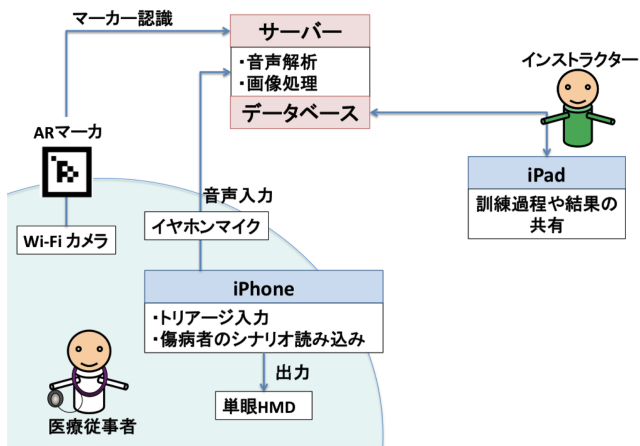 マーカー認識
サーバー
・音声解析
・画像処理
データベース
インストラクター
ARマーカ
iPad
訓練過程や結果の
共有
音声入力
Wi-Fi カメラ
イヤホンマイク
iPhone
・トリアージ入力
・傷病者のシナリオ読み込み
出力
単眼HMD
医療従事者